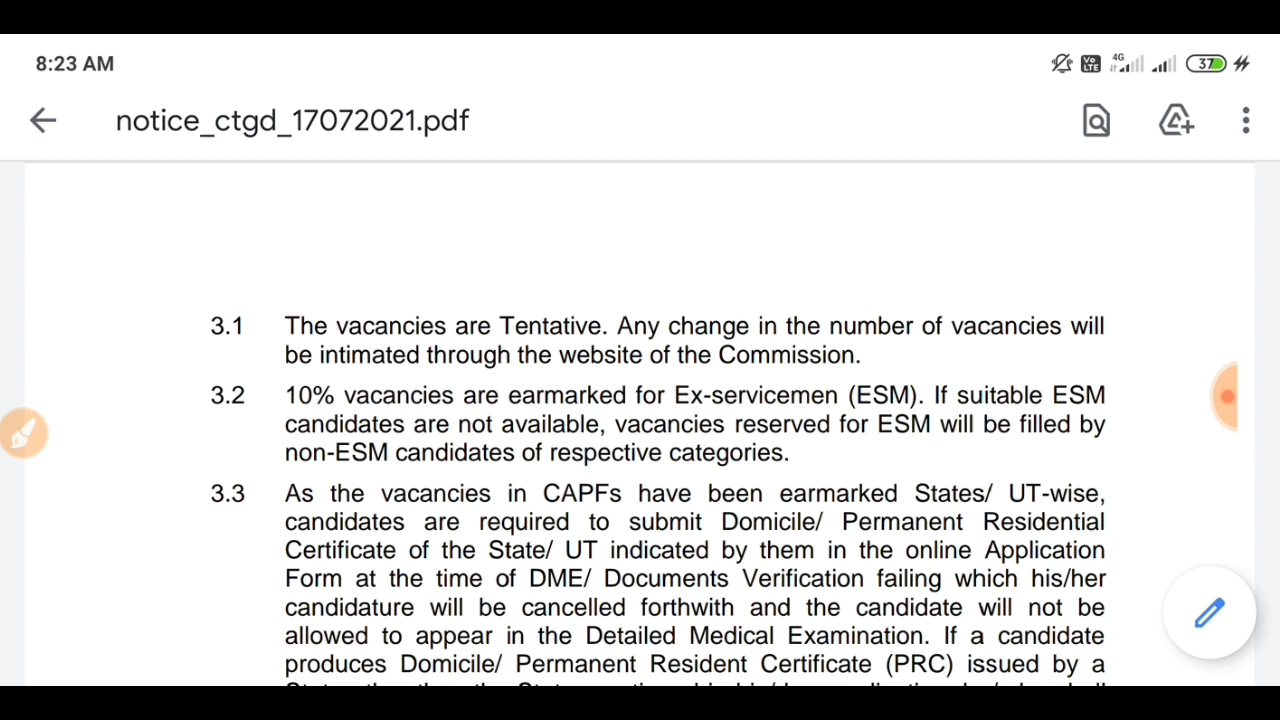 8:23 AM
Vo LTE 4G 37
notice_ctgd_17072021.pdf
3.1 The vacancies are Tentative. Any change in the number of vacancies will
be intimated through the website of the Commission.
3.2 10% vacancies are earmarked for Ex-servicemen (ESM). If suitable ESM
candidates are not available, vacancies reserved for ESM will be filled by
non-ESM candidates of respective categories.
3.3 As the vacancies in CAPFs have been earmarked States/ UT-wise,
candidates are required to submit Domicile/ Permanent Residential
Certificate of the State/ UT indicated by them in the online Application
Form at the time of DME/ Documents Verification failing which his/her
candidature will be cancelled forthwith and the candidate will not be
allowed to appear in the Detailed Medical Examination. If a candidate
produces Domicile/ Permanent Resident Certificate (PRC) issued by a